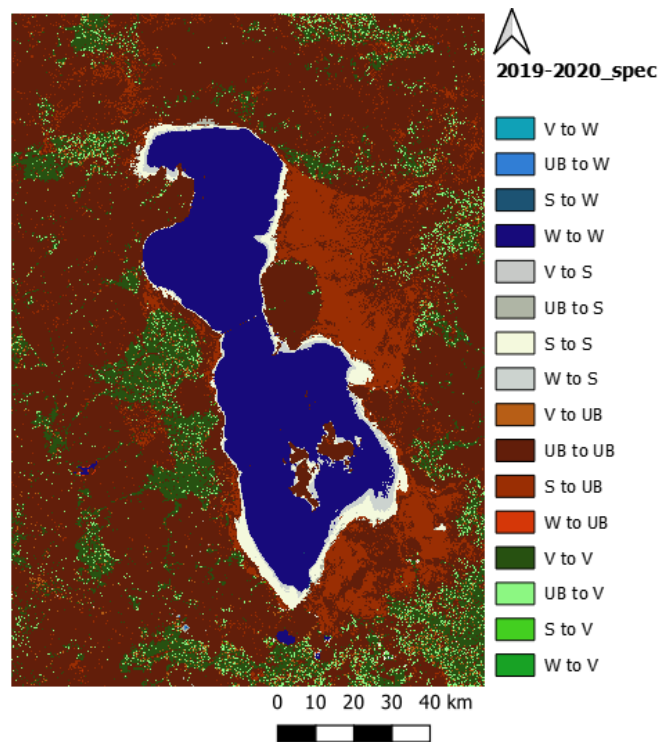 2019-2020_spec
V to W
UB to W
S to W
W to W
V to S
UB to S
S to S
W to S
V to UB
UB to UB
S to UB
W to UB
V to V
UB to V
S to V
W to V
0 10 20 30 40 km